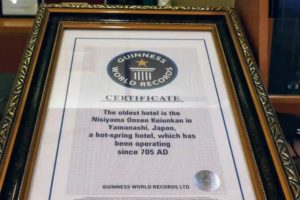 GUINNESS
WORLD RECORDS
CERTIFICATE
The oldest hotel is the
Nisiyama Onsen Keiunkan in
Yamanashi, Japan,
a hot-spring hotel, which has
been operating
since 705 AD
GUINNESS WORLD RECORDS LTD